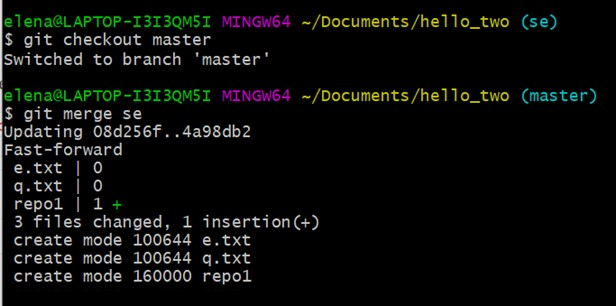 elena@LAPTOP-I3I3QM5I MINGW64 ~/Documents/hello_two (se)
$ git checkout master
Switched to branch 'master'
elena@LAPTOP-I3I3QM5I MINGW64 ~/Documents/hello_two (master)
$ git merge se
Updating 08d256f..4a98db2
Fast-forward
 e.txt | 0
 q.txt | 0
 repo1 | 1 +
 3 files changed, 1 insertion(+)
 create mode 100644 e.txt
 create mode 100644 q.txt
 create mode 160000 repo1